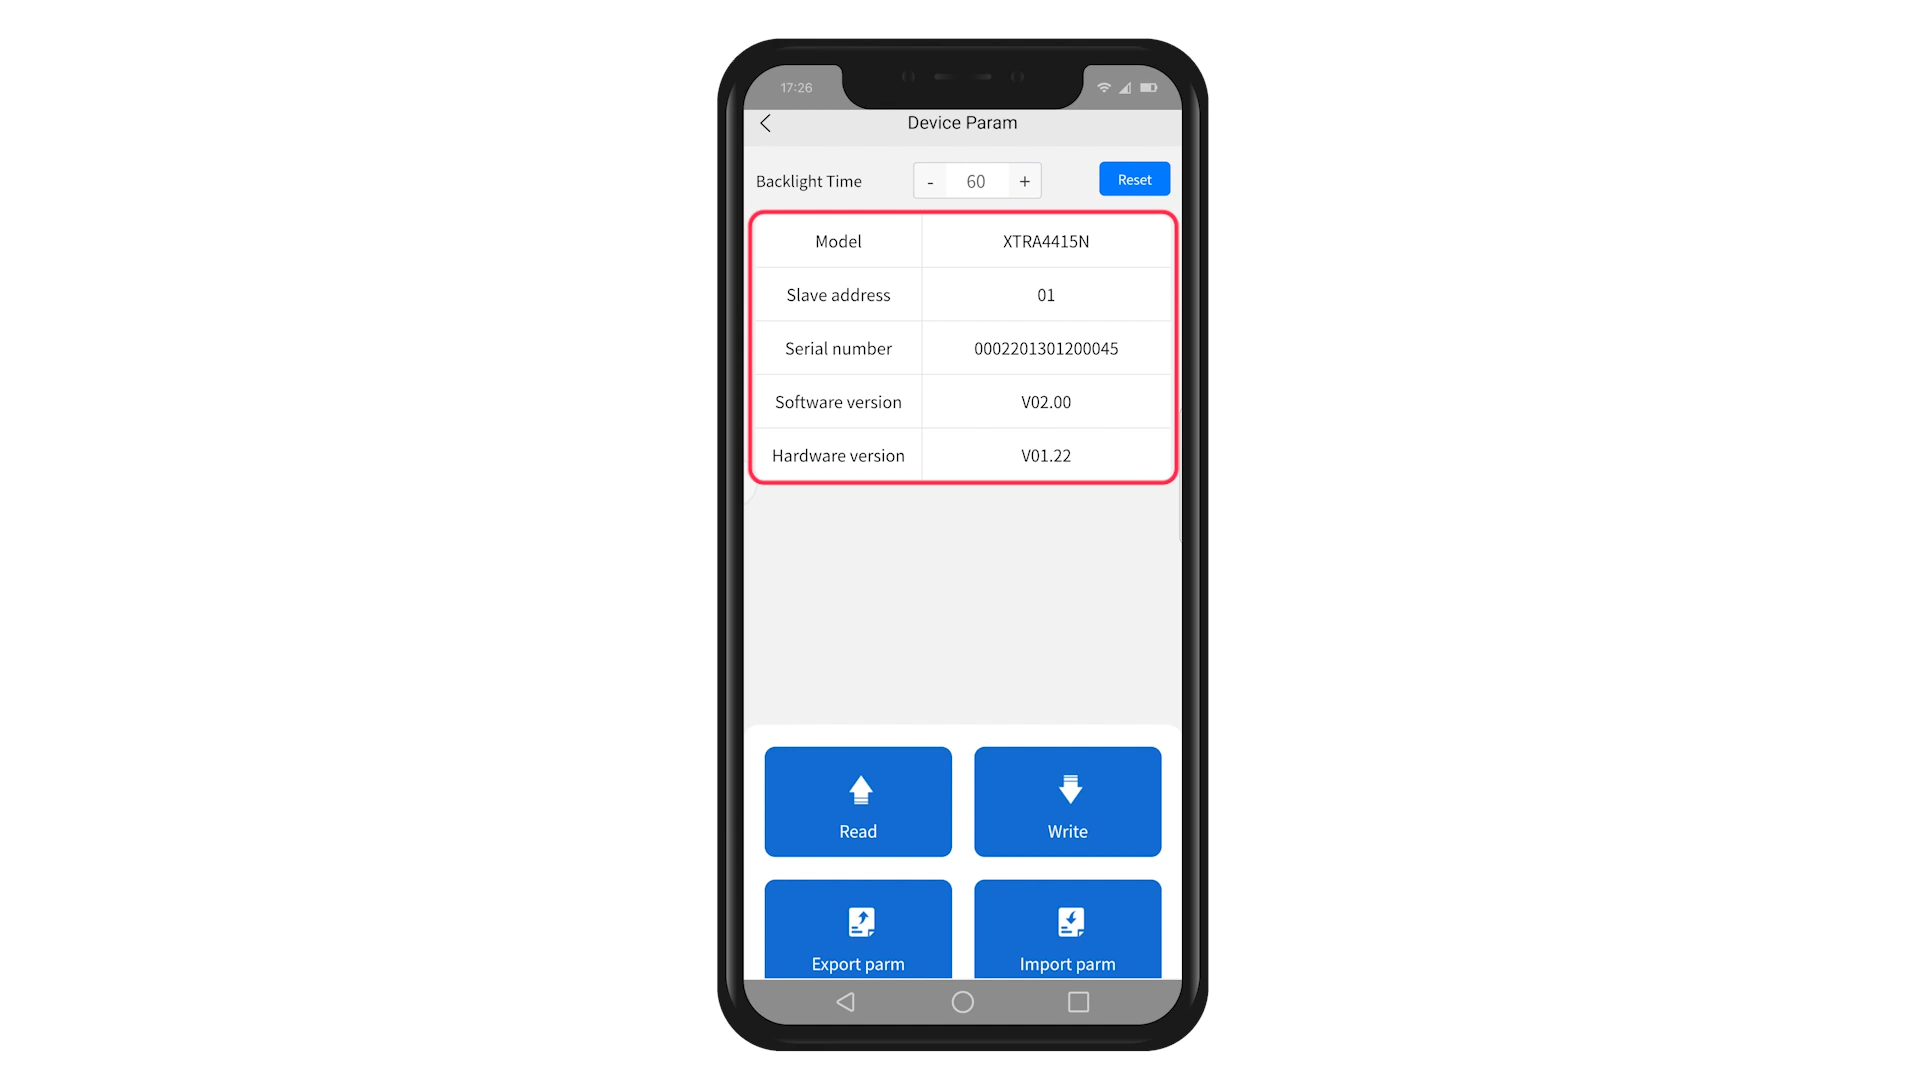 17:26
Device Param
Backlight Time - 60 + Reset
Model XTRA4415N
Slave address 01
Serial number 0002201301200045
Software version V02.00
Hardware version V01.22
Read Write
Export parm Import parm